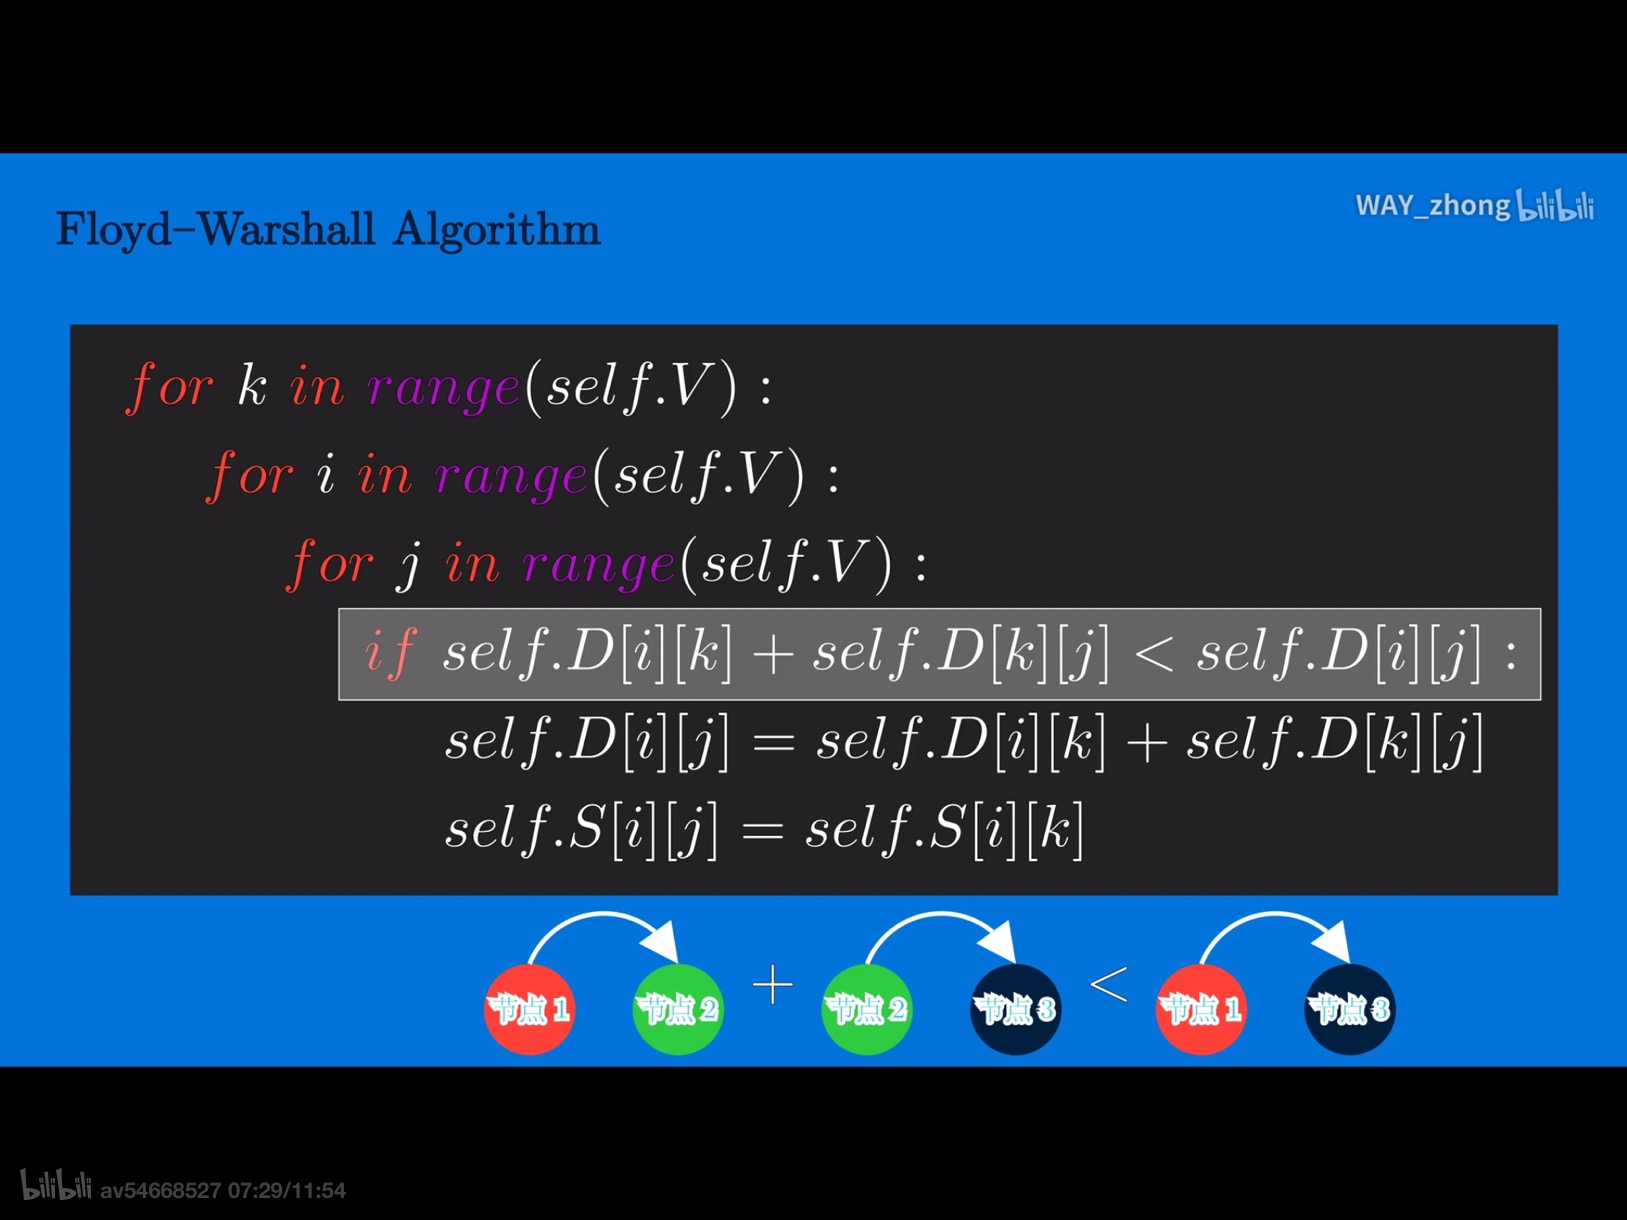 WAY_zhong bilibili
Floyd–Warshall Algorithm
for k in range(self.V) :
for i in range(self.V) :
for j in range(self.V) :
if self.D[i][k] + self.D[k][j] < self.D[i][j] :
self.D[i][j] = self.D[i][k] + self.D[k][j]
self.S[i][j] = self.S[i][k]
节点 1 节点 2 + 节点 2 节点 3 < 节点 1 节点 3
bilibili av54668527 07:29/11:54